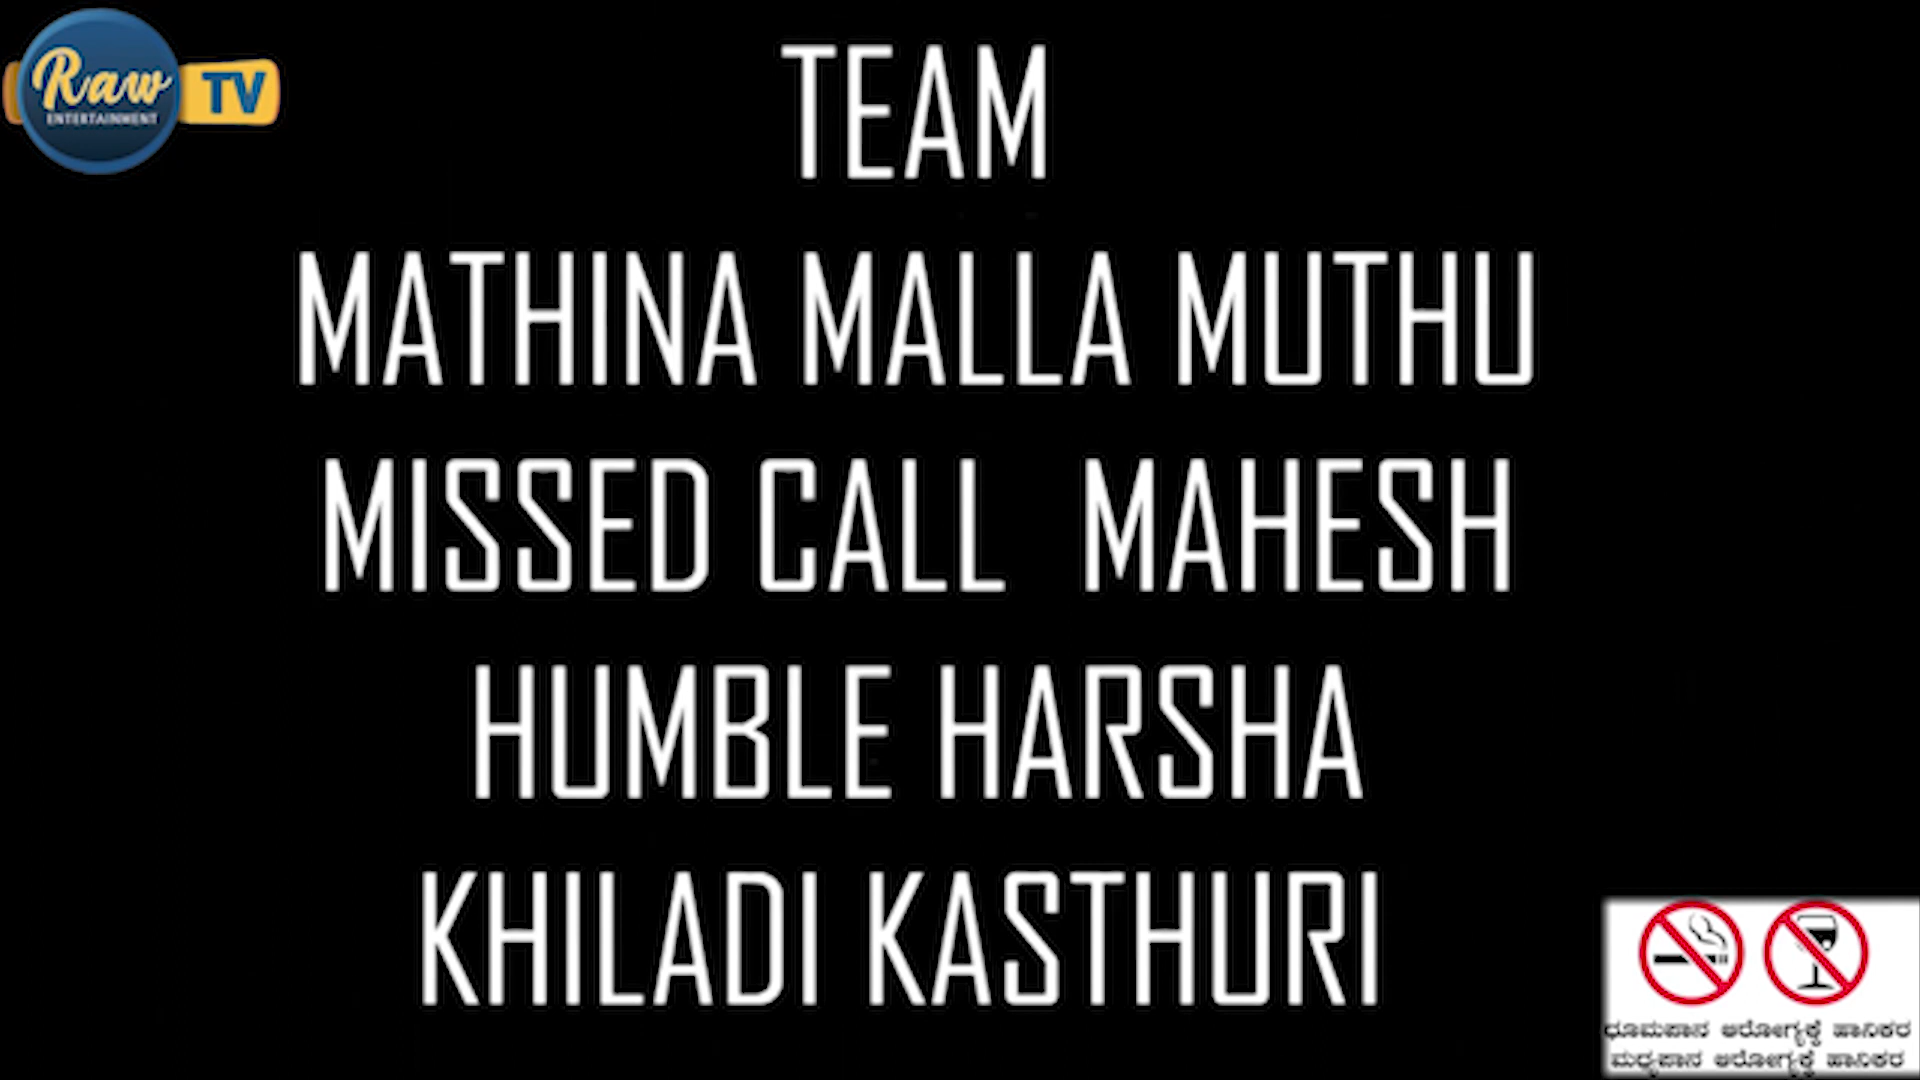 Raw TV
ENTERTAINMENT
TEAM
MATHINA MALLA MUTHU
MISSED CALL MAHESH
HUMBLE HARSHA
KHILADI KASTHURI
ಧೂಮಪಾನ ಆರೋಗ್ಯಕ್ಕೆ ಹಾನಿಕರ
ಮಧ್ಯಪಾನ ಆರೋಗ್ಯಕ್ಕೆ ಹಾನಿಕರ